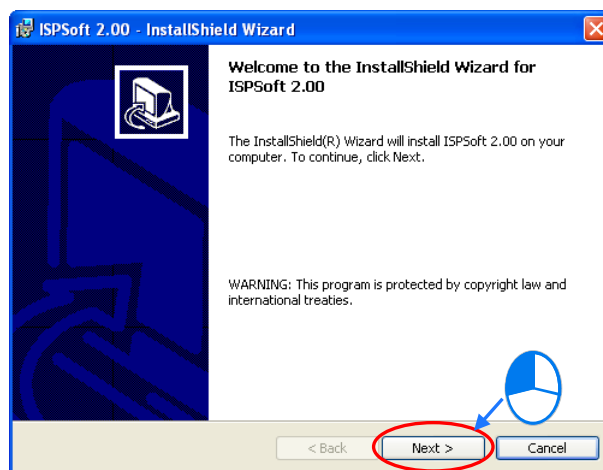 ISPSoft 2.00 - InstallShield Wizard
Welcome to the InstallShield Wizard for
ISPSoft 2.00
The InstallShield(R) Wizard will install ISPSoft 2.00 on your
computer. To continue, click Next.
WARNING: This program is protected by copyright law and
international treaties.
< Back Next > Cancel